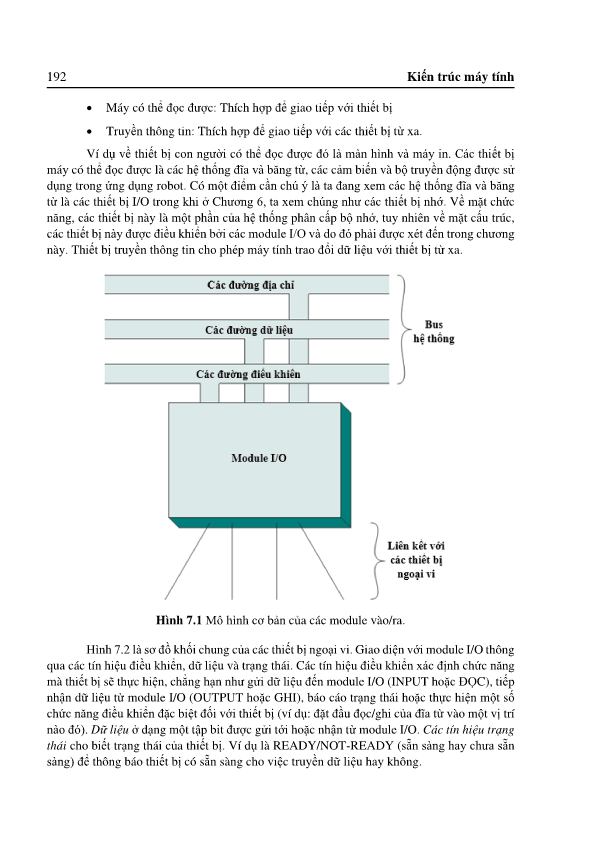 192 Kiến trúc máy tính
• Máy có thể đọc được: Thích hợp để giao tiếp với thiết bị
• Truyền thông tin: Thích hợp để giao tiếp với các thiết bị từ xa.
Ví dụ về thiết bị con người có thể đọc được đó là màn hình và máy in. Các thiết bị
máy có thể đọc được là các hệ thống đĩa và băng từ, các cảm biến và bộ truyền động được sử
dụng trong ứng dụng robot. Có một điểm cần chú ý là ta đang xem các hệ thống đĩa và băng
từ là các thiết bị I/O trong khi ở Chương 6, ta xem chúng như các thiết bị nhớ. Về mặt chức
năng, các thiết bị này là một phần của hệ thống phân cấp bộ nhớ, tuy nhiên về mặt cấu trúc,
các thiết bị này được điều khiển bởi các module I/O và do đó phải được xét đến trong chương
này. Thiết bị truyền thông tin cho phép máy tính trao đổi dữ liệu với thiết bị từ xa.
Các đường địa chỉ
Các đường dữ liệu
Các đường điều khiển
Bus
hệ thống
Module I/O
Liên kết với
các thiết bị
ngoại vi
Hình 7.1 Mô hình cơ bản của các module vào/ra.
Hình 7.2 là sơ đồ khối chung của các thiết bị ngoại vi. Giao diện với module I/O thông
qua các tín hiệu điều khiển, dữ liệu và trạng thái. Các tín hiệu điều khiển xác định chức năng
mà thiết bị sẽ thực hiện, chẳng hạn như gửi dữ liệu đến module I/O (INPUT hoặc ĐỌC), tiếp
nhận dữ liệu từ module I/O (OUTPUT hoặc GHI), báo cáo trạng thái hoặc thực hiện một số
chức năng điều khiển đặc biệt đối với thiết bị (ví dụ: đặt đầu đọc/ghi của đĩa từ vào một vị trí
nào đó). Dữ liệu ở dạng một tập bit được gửi tới hoặc nhận từ module I/O. Các tín hiệu trạng
thái cho biết trạng thái của thiết bị. Ví dụ là READY/NOT-READY (sẵn sàng hay chưa sẵn
sàng) để thông báo thiết bị có sẵn sàng cho việc truyền dữ liệu hay không.